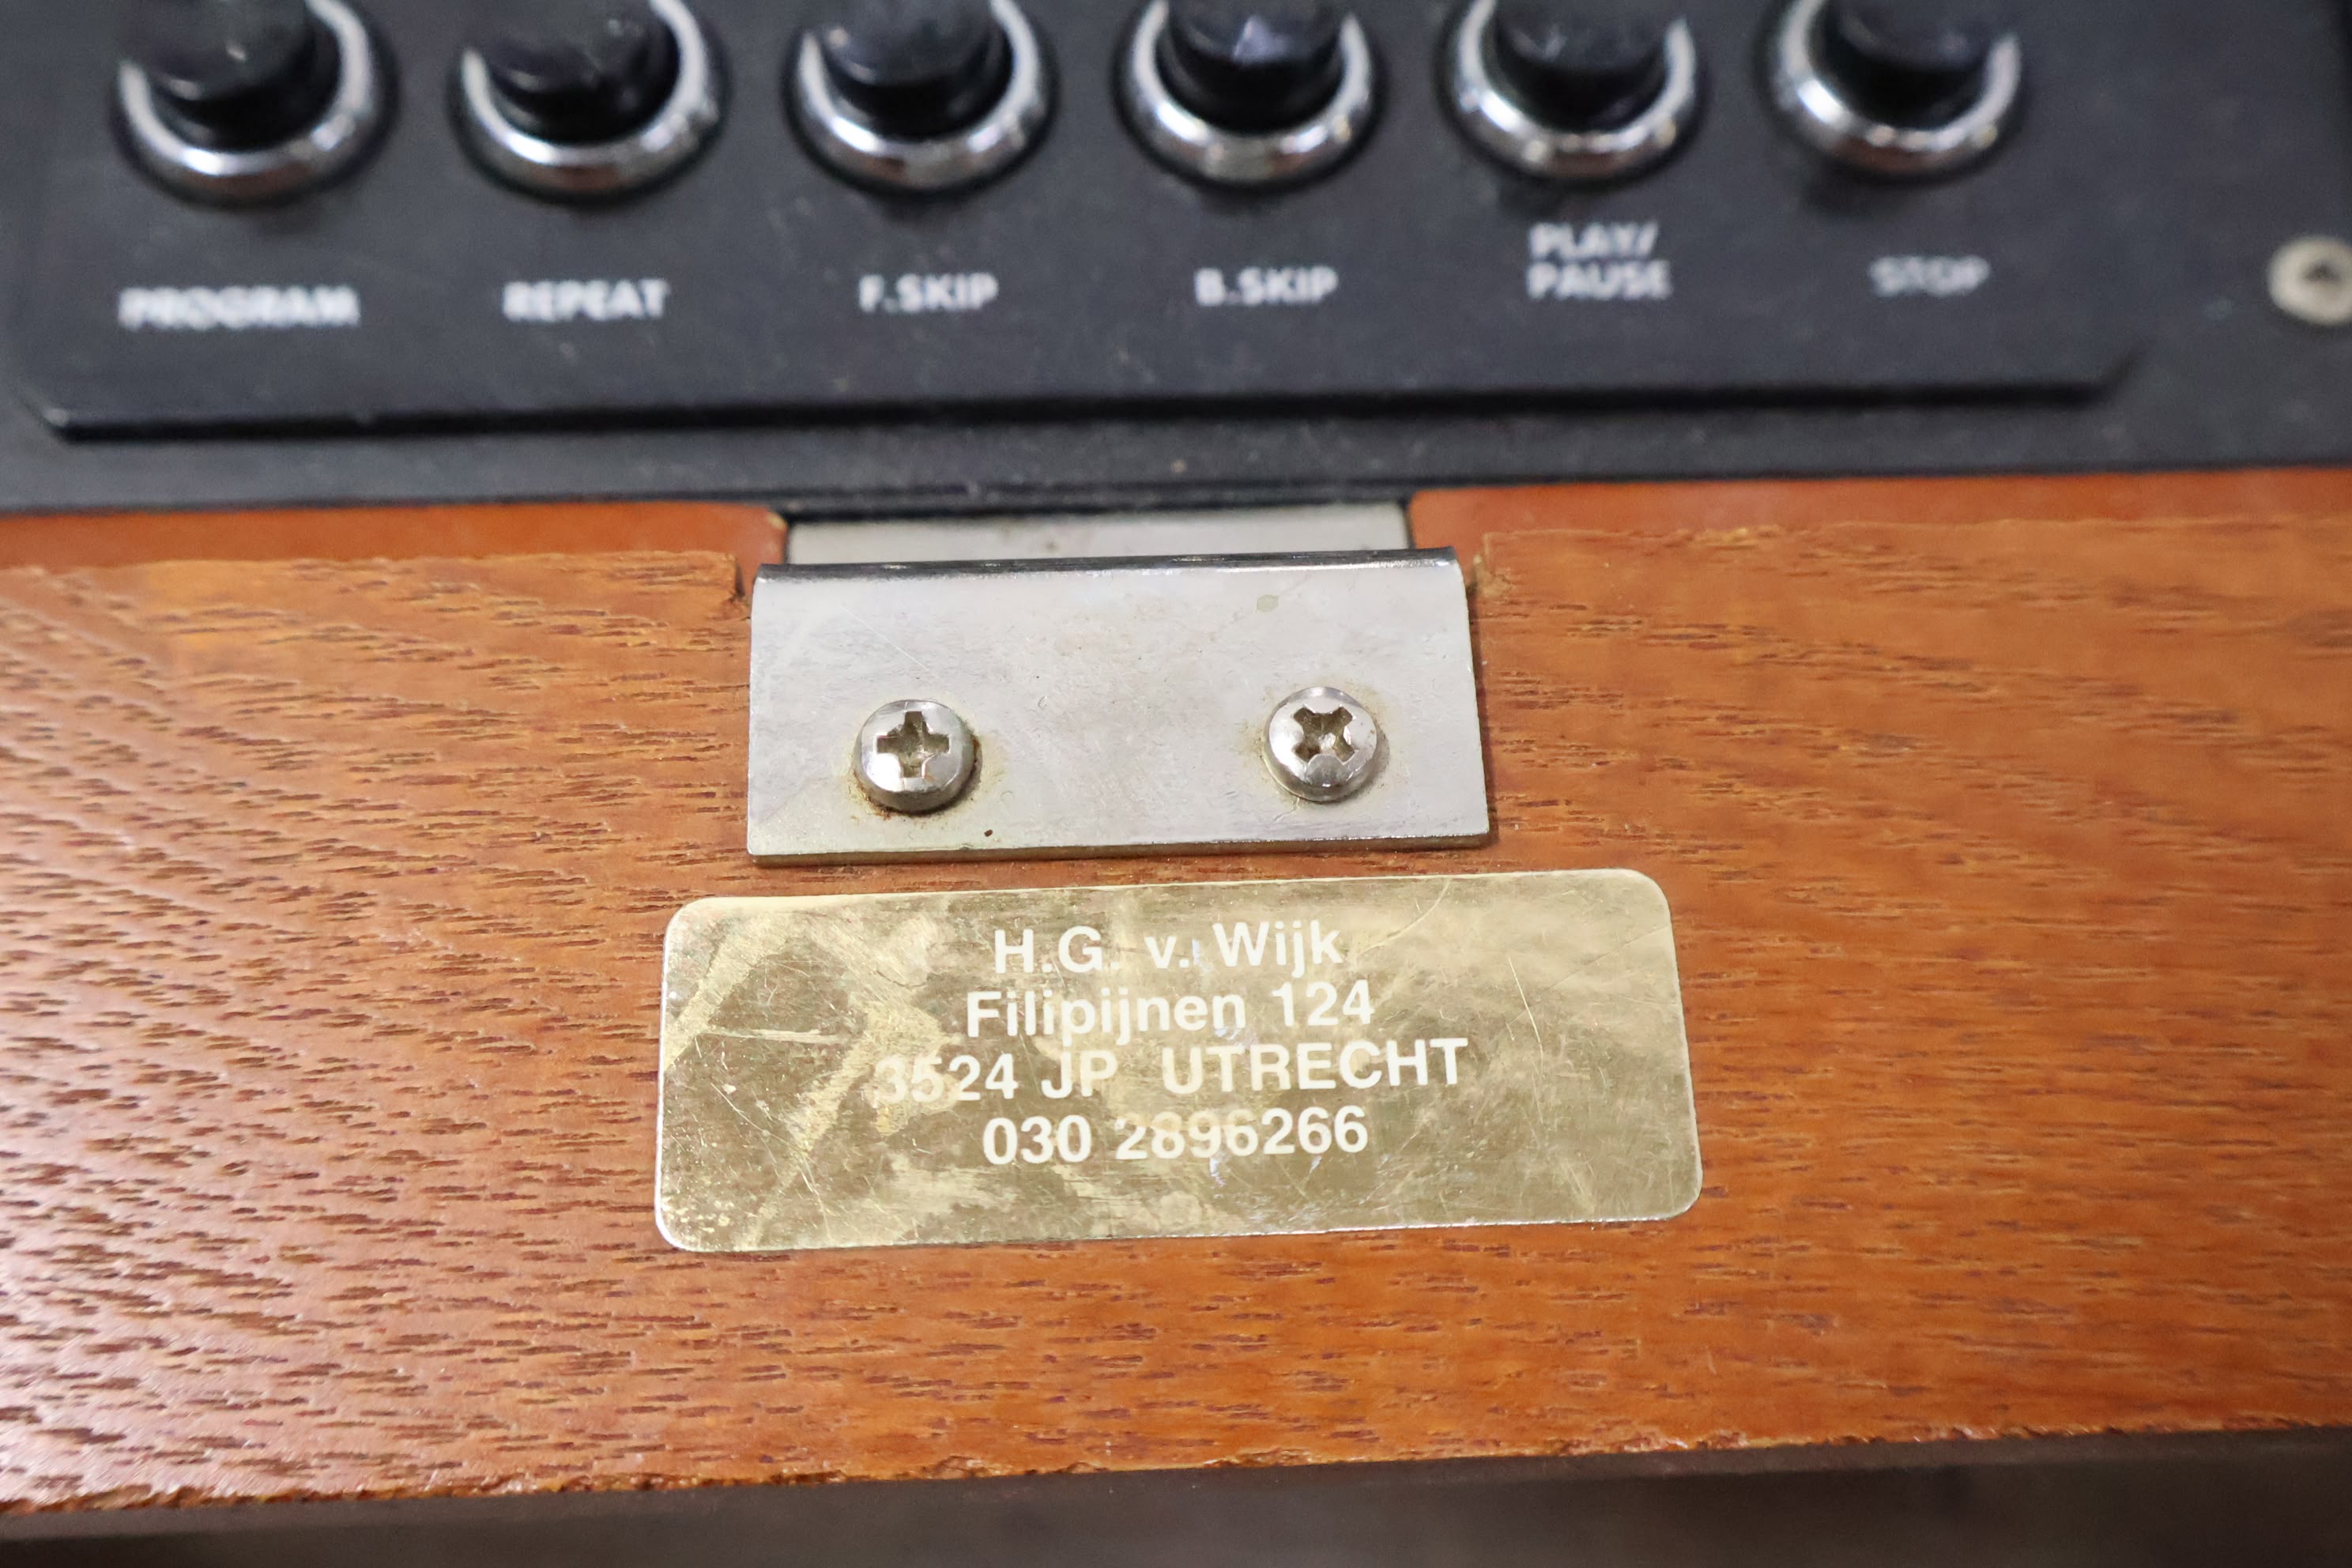 PROGRAM
REPEAT
F.SKIP
B.SKIP
PLAY/
PAUSE
STOP
H.G. v. Wijk
Filipijnen 124
3524 JP UTRECHT
030 2896266